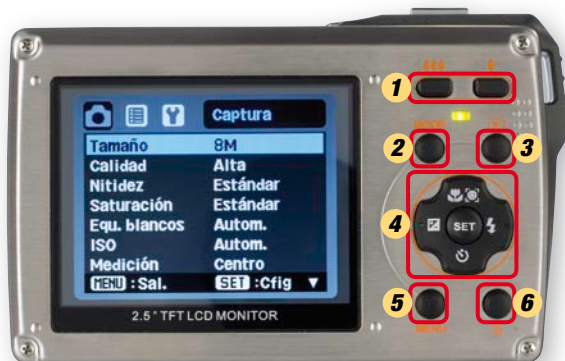 Captura
Tamaño 8M
Calidad Alta
Nitidez Estándar
Saturación Estándar
Equ. blancos Autom.
ISO Autom.
Medición Centro
MENU :Sal. SET :Cfig
2.5" TFT LCD MONITOR
1
MODE
2
3
4
SET
5
6
MENU